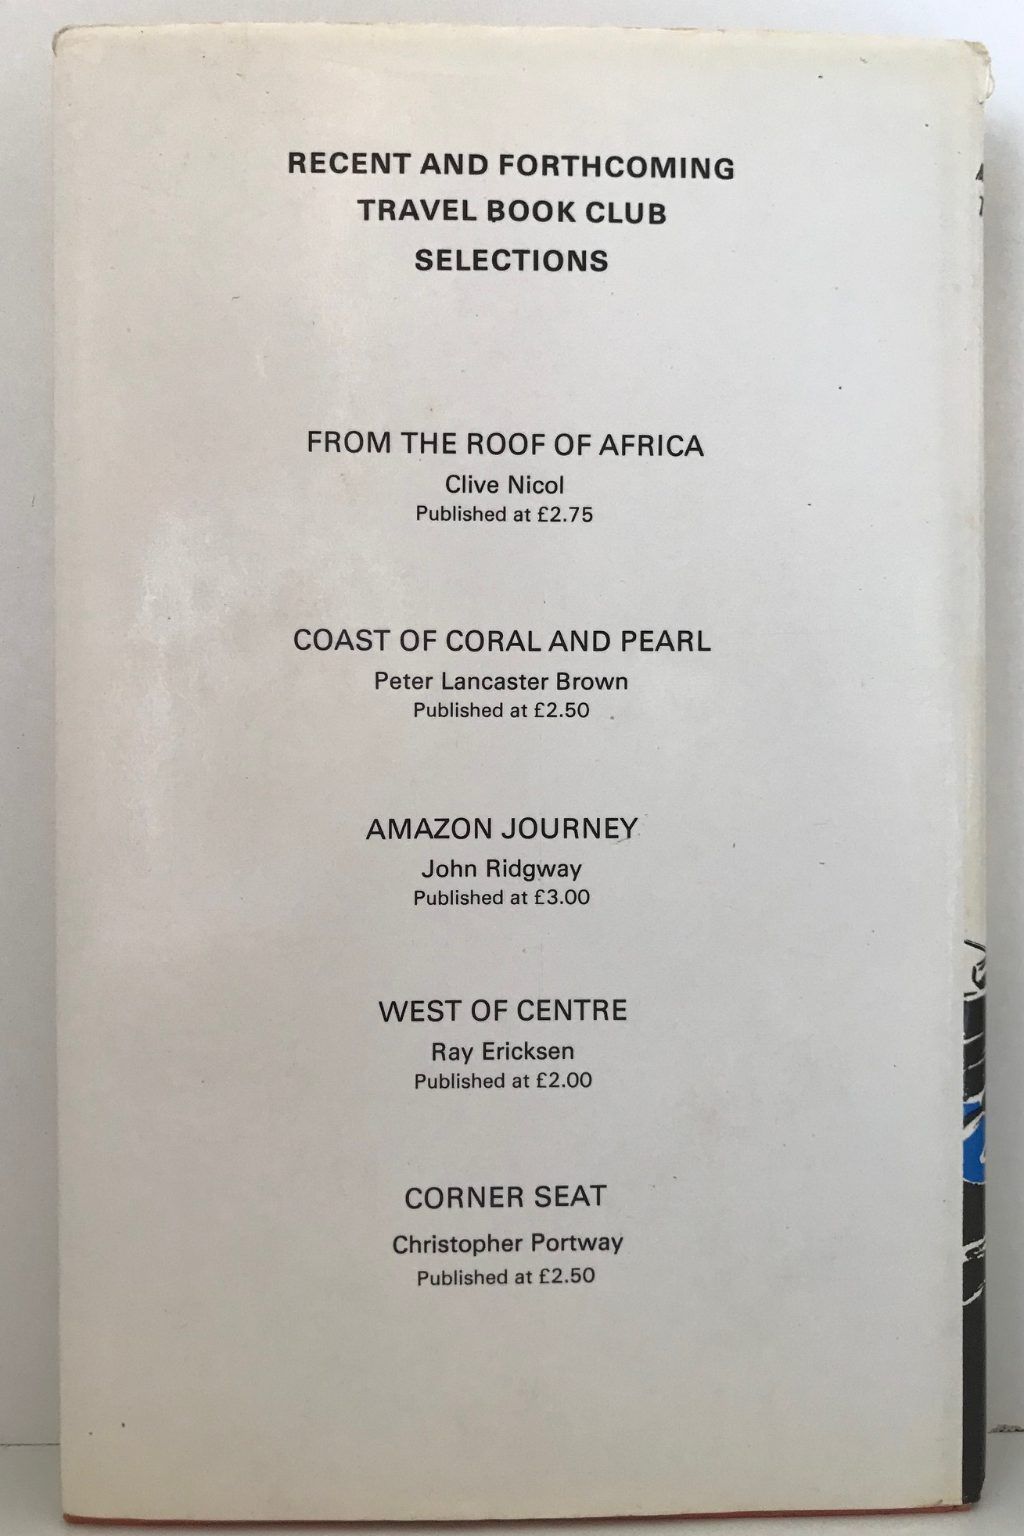 RECENT AND FORTHCOMING
TRAVEL BOOK CLUB
SELECTIONS
FROM THE ROOF OF AFRICA
Clive Nicol
Published at £2.75
COAST OF CORAL AND PEARL
Peter Lancaster Brown
Published at £2.50
AMAZON JOURNEY
John Ridgway
Published at £3.00
WEST OF CENTRE
Ray Ericksen
Published at £2.00
CORNER SEAT
Christopher Portway
Published at £2.50